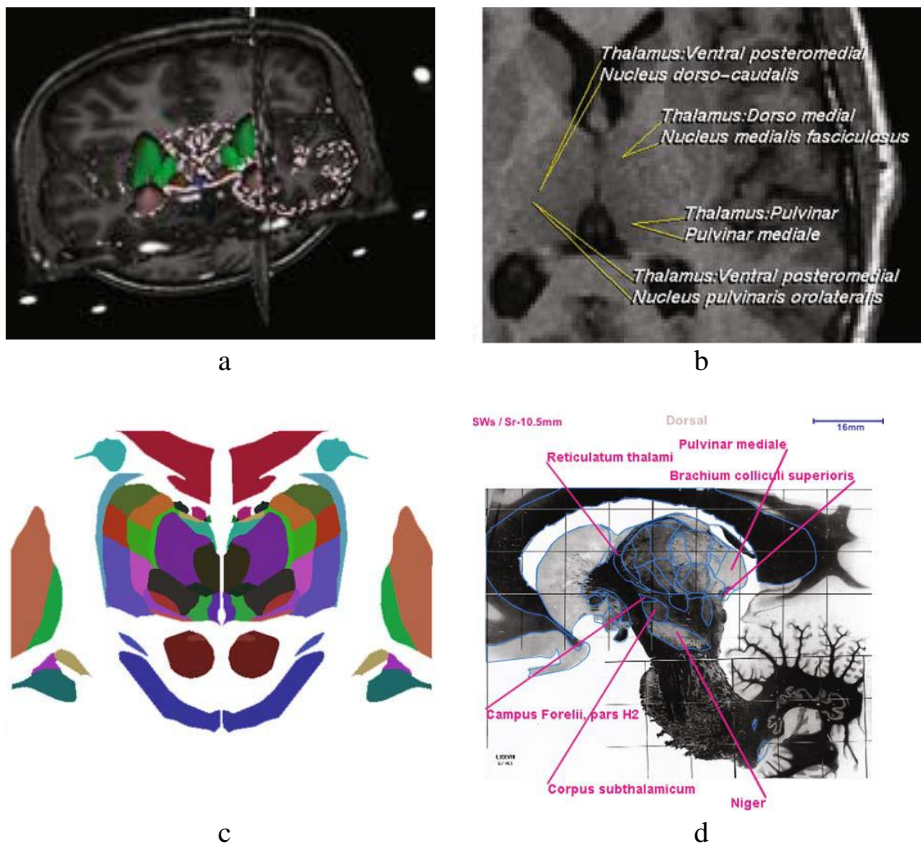 Thalamus:Ventral posteromedial
Nucleus dorso-caudalis
Thalamus:Dorso medial
Nucleus medialis fasciculosus
Thalamus:Pulvinar
Pulvinar mediale
Thalamus:Ventral posteromedial
Nucleus pulvinaris orolateralis
a
b
SWs / Sr-10.5mm
Dorsal
16mm
Pulvinar mediale
Reticulatum thalami
Brachium colliculi superioris
Campus Forelii, pars H2
LXXVIII
Corpus subthalamicum
Niger
c
d